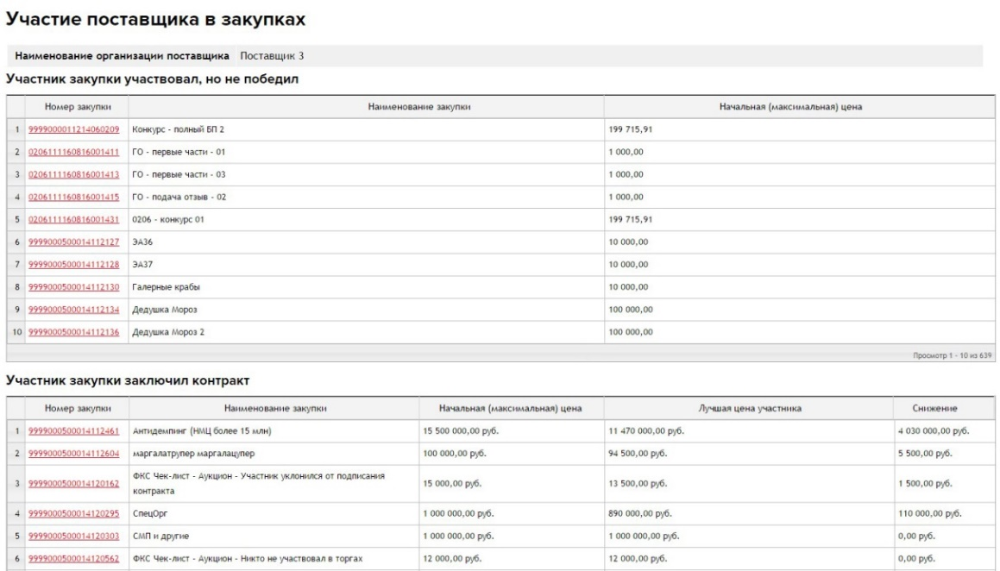 Участие поставщика в закупках
Наименование организации поставщика Поставщик 3
Участник закупки участвовал, но не победил
Номер закупки Наименование закупки Начальная (максимальная) цена
1 9999000011214060209 Конкурс - полный БП 2 199 715,91
2 0206111160816001411 ГО - первые части - 01 1 000,00
3 0206111160816001413 ГО - первые части - 03 1 000,00
4 0206111160816001415 ГО - подача отзыв - 02 1 000,00
5 0206111160816001431 0206 - конкурс 01 199 715,91
6 9999000500014112127 ЭА36 10 000,00
7 9999000500014112128 ЭА37 10 000,00
8 9999000500014112130 Галерные крабы 10 000,00
9 9999000500014112134 Дедушка Мороз 100 000,00
10 9999000500014112136 Дедушка Мороз 2 100 000,00
Просмотр 1 - 10 из 639
Участник закупки заключил контракт
Номер закупки Наименование закупки Начальная (максимальная) цена Лучшая цена участника Снижение
1 9999000500014112461 Антидемпинг (НМЦ более 15 млн) 15 500 000,00 руб. 11 470 000,00 руб. 4 030 000,00 руб.
2 9999000500014112604 маргалатрупер маргалацупер 100 000,00 руб. 94 500,00 руб. 5 500,00 руб.
3 9999000500014120162 ФКС Чек-лист - Аукцион - Участник уклонился от подписания
контракта 15 000,00 руб. 13 500,00 руб. 1 500,00 руб.
4 9999000500014120295 СпецОрг 1 000 000,00 руб. 890 000,00 руб. 110 000,00 руб.
5 9999000500014120303 СМП и другие 1 000 000,00 руб. 1 000 000,00 руб. 0,00 руб.
6 9999000500014120562 ФКС Чек-лист - Аукцион - Никто не участвовал в торгах 12 000,00 руб. 12 000,00 руб. 0,00 руб.